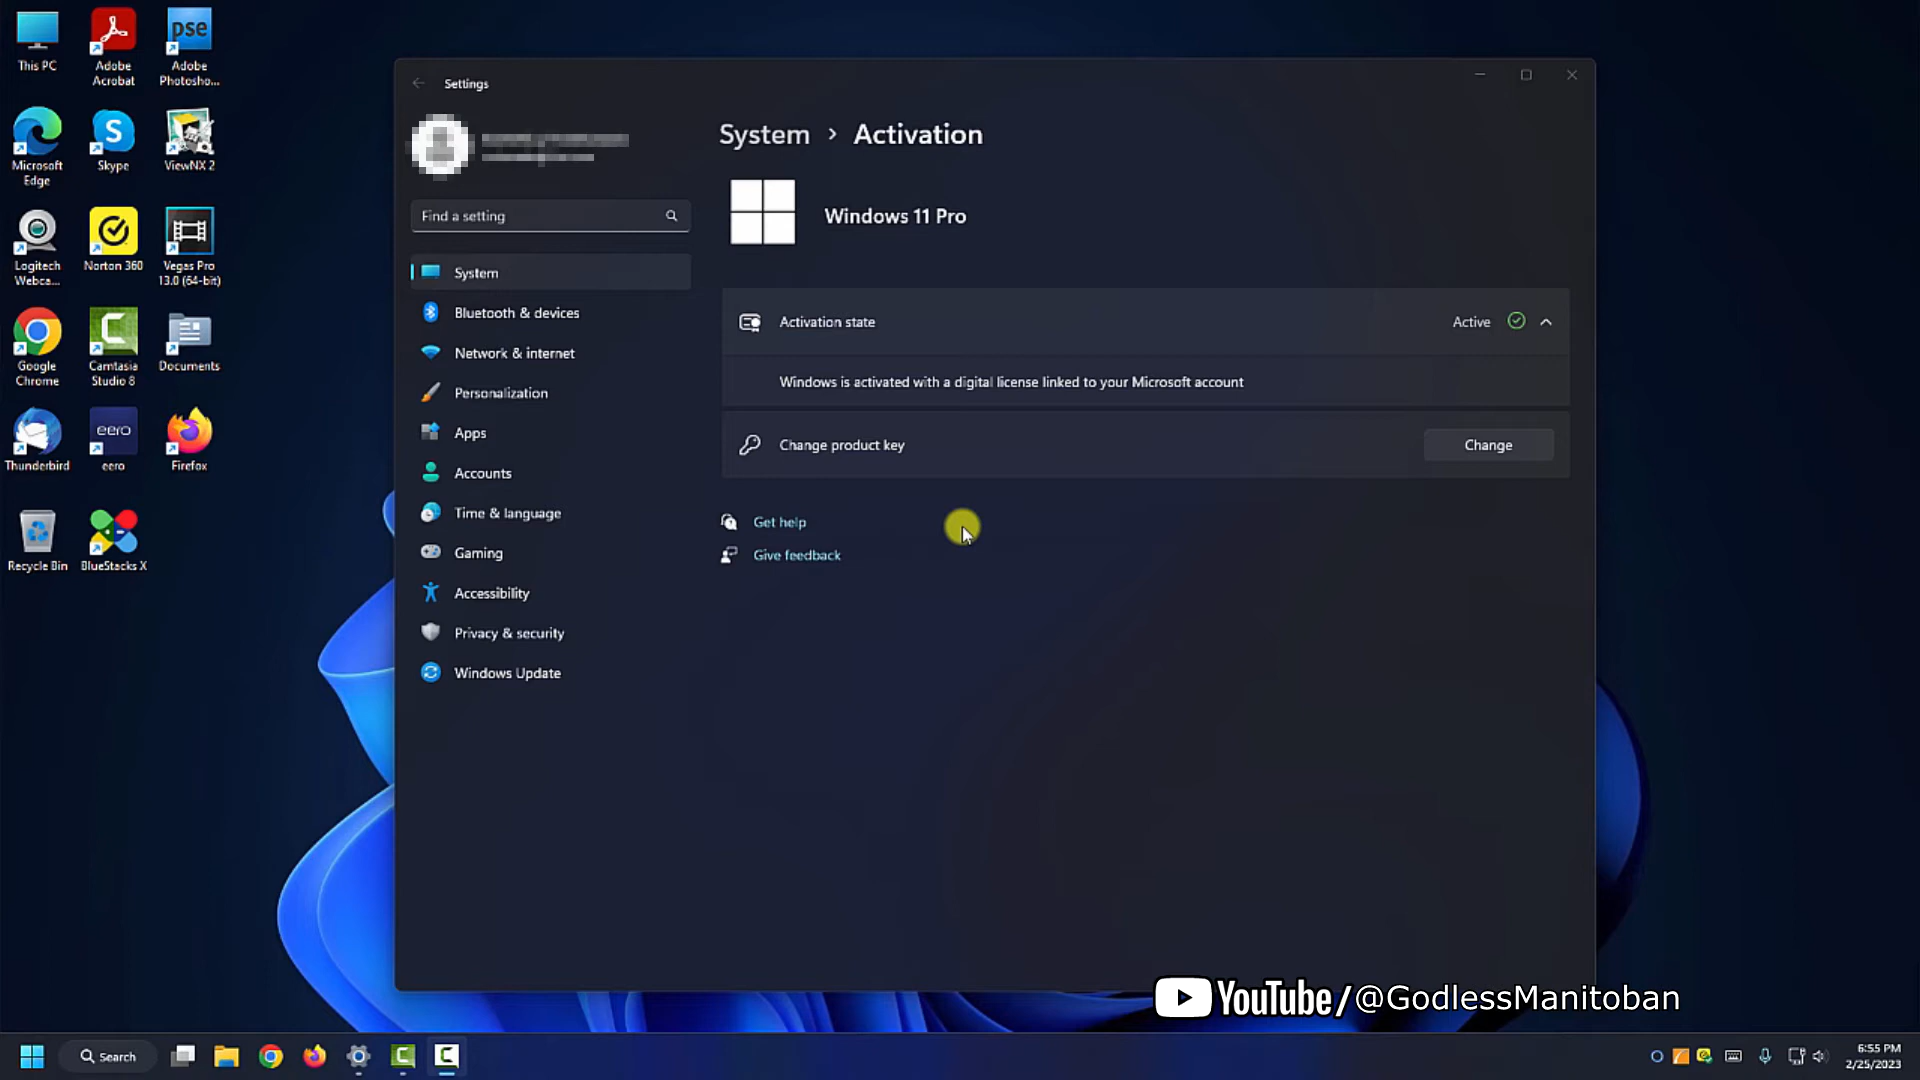 This PC
Adobe
Acrobat
Adobe
Photosho...
pse
Microsoft
Edge
Skype
ViewNX 2
Logitech
Webca...
Norton 360
Vegas Pro
13.0 (64-bit)
Google
Chrome
Camtasia
Studio 8
Documents
Thunderbird
eero
eero
Firefox
Recycle Bin
BlueStacks X
Settings
Find a setting
System
Bluetooth & devices
Network & internet
Personalization
Apps
Accounts
Time & language
Gaming
Accessibility
Privacy & security
Windows Update
System > Activation
Windows 11 Pro
Activation state
Active
Windows is activated with a digital license linked to your Microsoft account
Change product key
Change
Get help
Give feedback
YouTube/@GodlessManitoban
Search
6:55 PM
2/25/2023